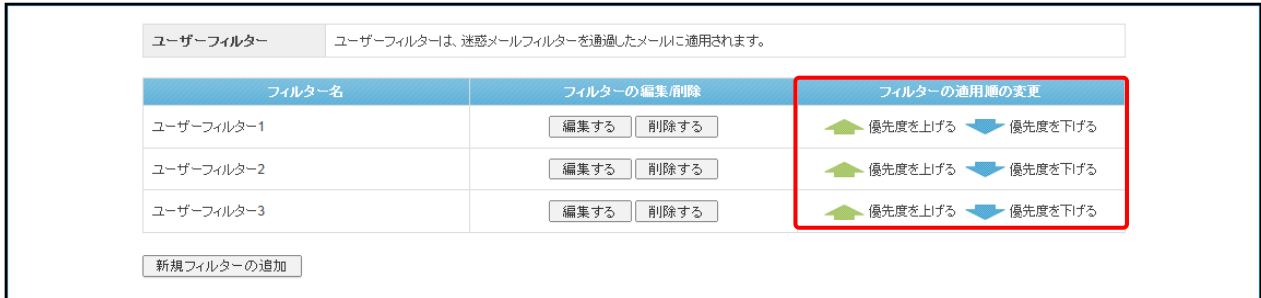 ユーザーフィルター ユーザーフィルターは、迷惑メールフィルターを通過したメールに適用されます。
フィルター名 フィルターの編集/削除 フィルターの適用順の変更
ユーザーフィルター1 編集する 削除する 優先度を上げる 優先度を下げる
ユーザーフィルター2 編集する 削除する 優先度を上げる 優先度を下げる
ユーザーフィルター3 編集する 削除する 優先度を上げる 優先度を下げる
新規フィルターの追加